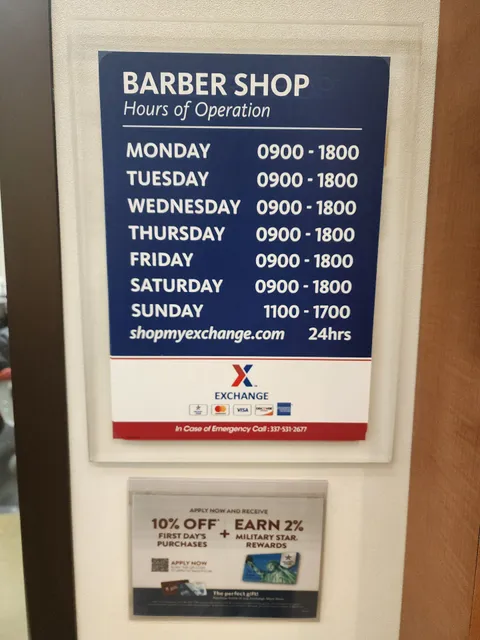 BARBER SHOP
Hours of Operation
MONDAY 0900 - 1800
TUESDAY 0900 - 1800
WEDNESDAY 0900 - 1800
THURSDAY 0900 - 1800
FRIDAY 0900 - 1800
SATURDAY 0900 - 1800
SUNDAY 1100 - 1700
shopmyexchange.com 24hrs
X
EXCHANGE
VISA
In Case of Emergency Call : 337-531-2677
APPLY NOW AND RECEIVE
10% OFF* + EARN 2%
FIRST DAY'S MILITARY STAR.
PURCHASES REWARDS
APPLY NOW
The perfect gift!